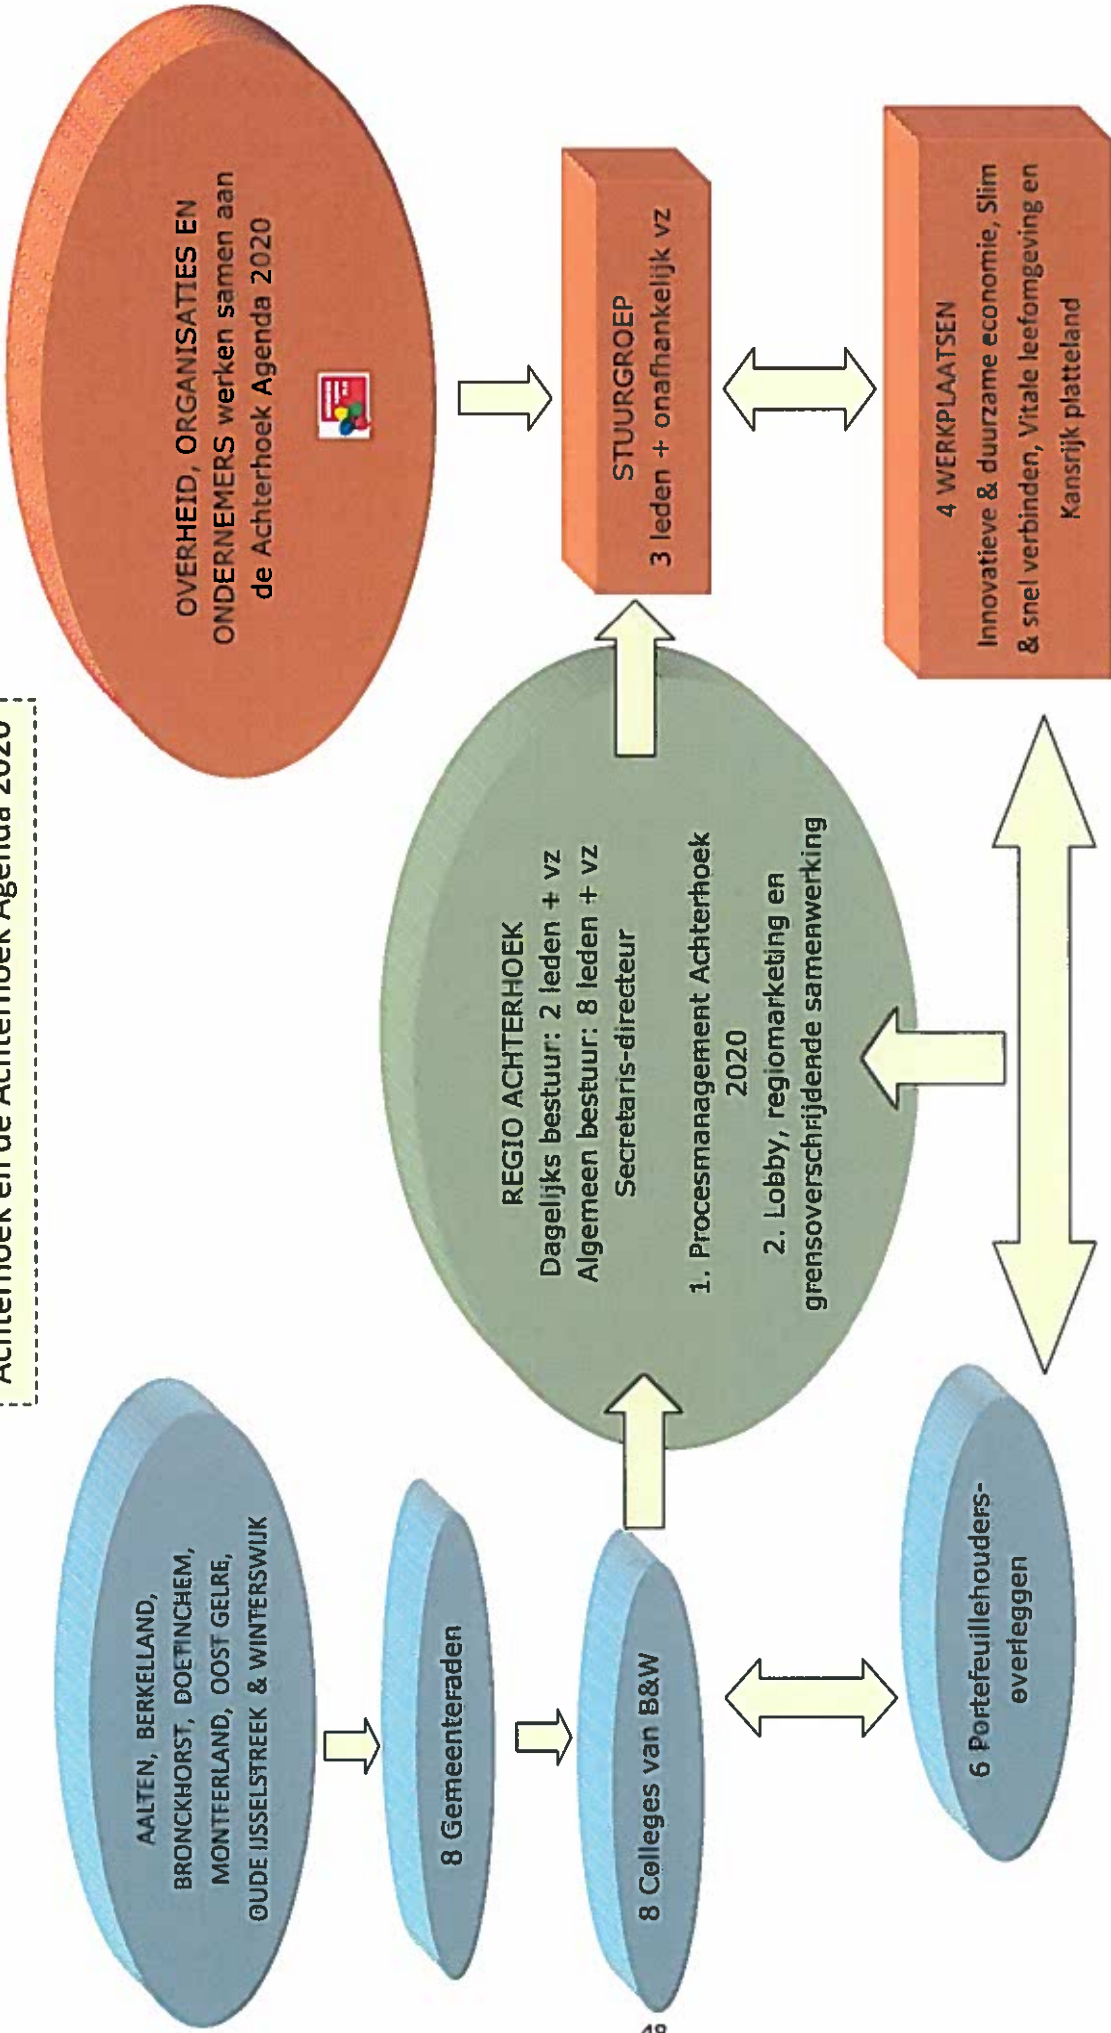 Achterhoek en de Achterhoek Agenda 2020
AALTEN, BERKELLAND,
BRONCKHORST, DOETINCHEM,
MONTFERLAND, OOST GELRE,
OUDE IJSSELSTREEK & WINTERSWIJK
8 Gemeenteraden
8 Colleges van B&W
6 Portefeuillehouders-
overleggen
REGIO ACHTERHOEK
Dagelijks bestuur: 2 leden + vz
Algemeen bestuur: 8 leden + vz
Secretaris-directeur
1. Procesmanagement Achterhoek
2020
2. Lobby, regiomarketing en
grensoverschrijdende samenwerking
OVERHEID, ORGANISATIES EN
ONDERNEMERS werken samen aan
de Achterhoek Agenda 2020
STUURGROEP
3 leden + onafhankelijk vz
4 WERKPLAATSEN
Innovatieve & duurzame economie, Slim
& snel verbinden, Vitale leefomgeving en
Kansrijk platteland
48